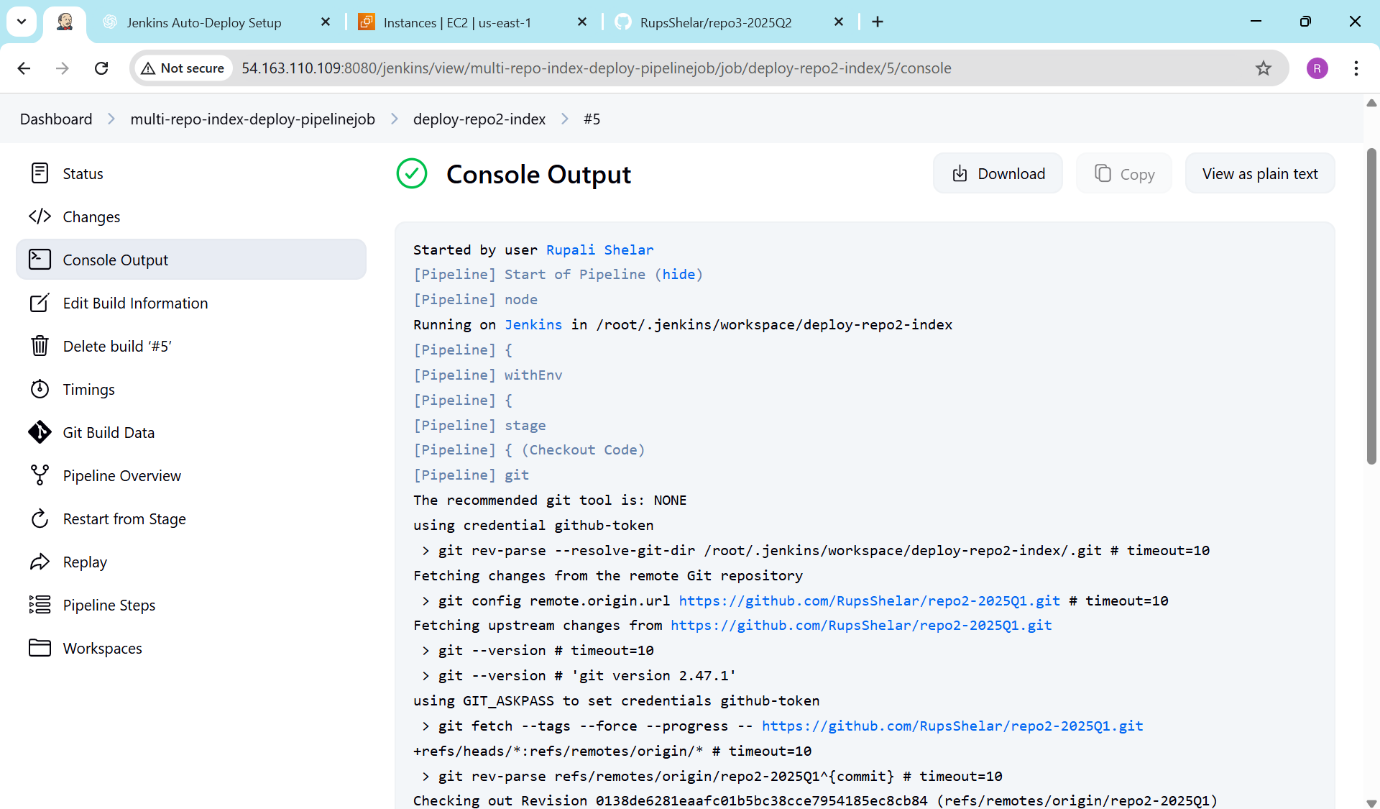 Jenkins Auto-Deploy Setup
Instances | EC2 | us-east-1
RupsShelar/repo3-2025Q2
Not secure
54.163.110.109:8080/jenkins/view/multi-repo-index-deploy-pipelinejob/job/deploy-repo2-index/5/console
R
Dashboard > multi-repo-index-deploy-pipelinejob > deploy-repo2-index > #5
Status
Changes
Console Output
Edit Build Information
Delete build ‘#5’
Timings
Git Build Data
Pipeline Overview
Restart from Stage
Replay
Pipeline Steps
Workspaces
Console Output
Download
Copy
View as plain text
Started by user Rupali Shelar
[Pipeline] Start of Pipeline (hide)
[Pipeline] node
Running on Jenkins in /root/.jenkins/workspace/deploy-repo2-index
[Pipeline] {
[Pipeline] withEnv
[Pipeline] {
[Pipeline] stage
[Pipeline] { (Checkout Code)
[Pipeline] git
The recommended git tool is: NONE
using credential github-token
> git rev-parse --resolve-git-dir /root/.jenkins/workspace/deploy-repo2-index/.git # timeout=10
Fetching changes from the remote Git repository
> git config remote.origin.url https://github.com/RupsShelar/repo2-2025Q1.git # timeout=10
Fetching upstream changes from https://github.com/RupsShelar/repo2-2025Q1.git
> git --version # timeout=10
> git --version # 'git version 2.47.1'
using GIT_ASKPASS to set credentials github-token
> git fetch --tags --force --progress -- https://github.com/RupsShelar/repo2-2025Q1.git
+refs/heads/*:refs/remotes/origin/* # timeout=10
> git rev-parse refs/remotes/origin/repo2-2025Q1^{commit} # timeout=10
Checking out Revision 0138de6281eaafc01b5bc38cce7954185ec8cb84 (refs/remotes/origin/repo2-2025Q1)